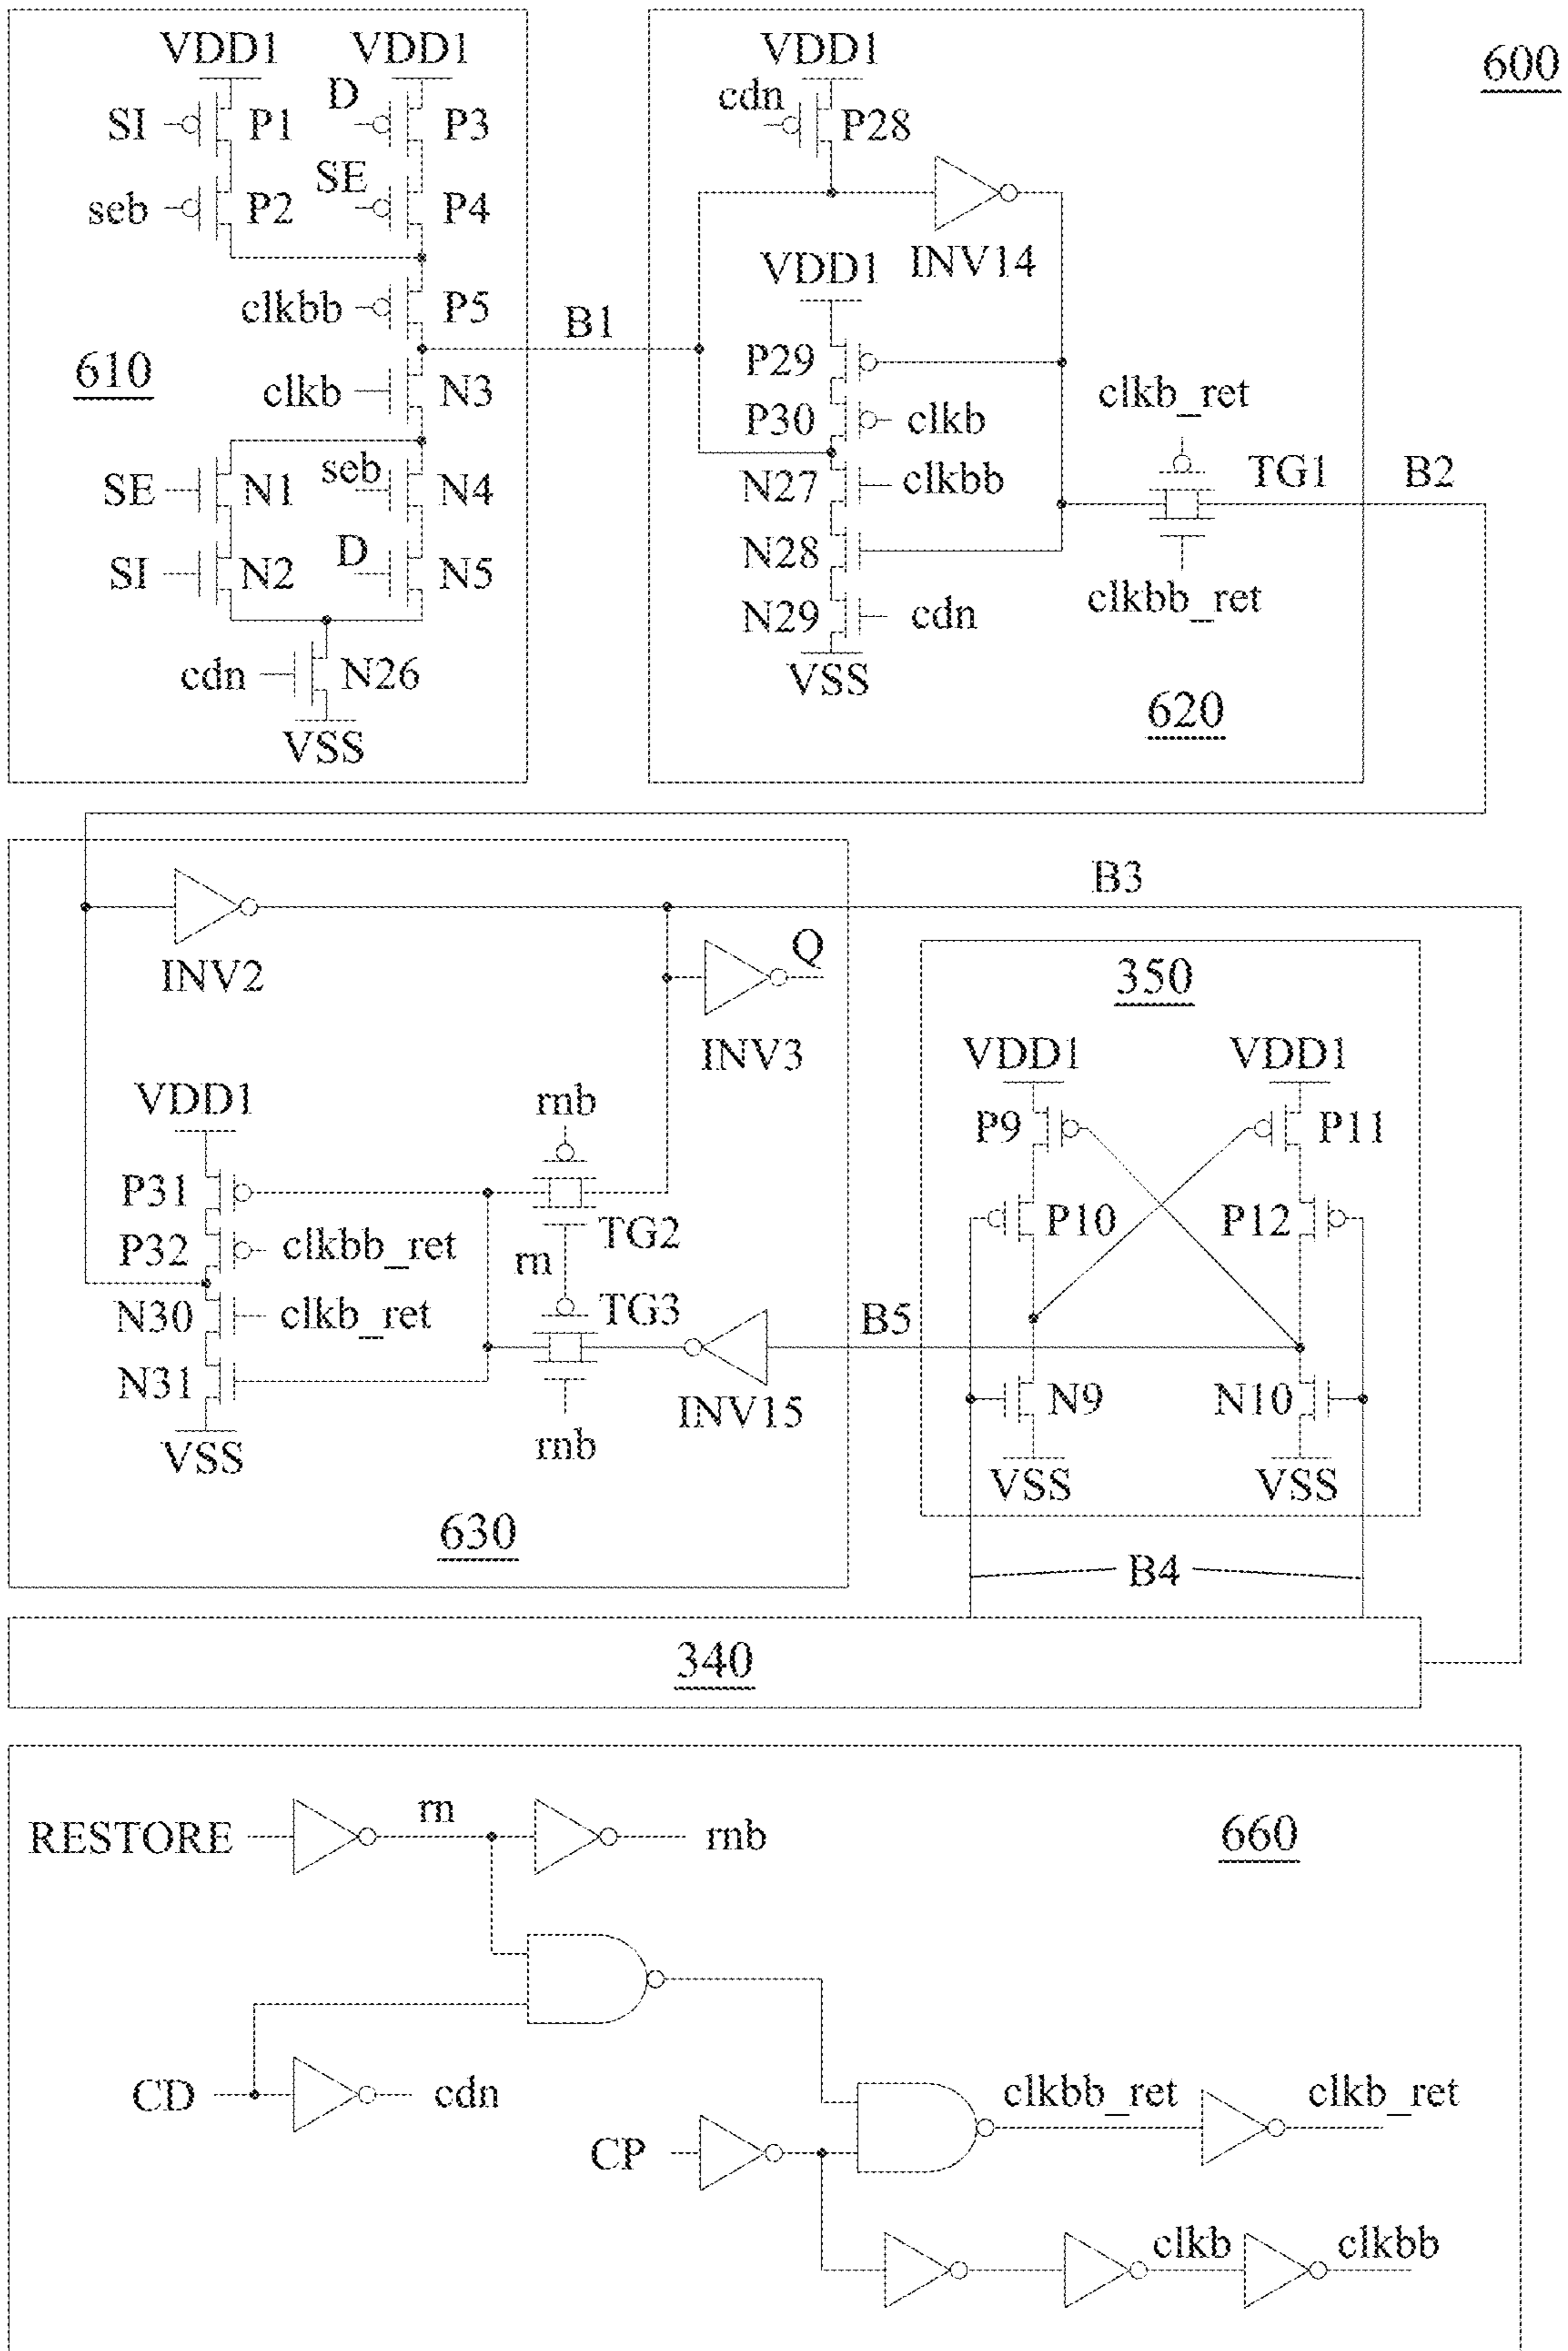 600
VDD1 VDD1
SI P1 D P3
seb P2 SE P4
clkbb P5
610
clkb N3
SE N1 seb N4
SI N2 D N5
cdn N26
VSS
B1
VDD1
cdn P28
INV14
VDD1
P29
P30 clkb
N27 clkbb
N28
N29 cdn
VSS
clkb_ret
TG1
clkbb_ret
620
B2
INV2
B3
Q
INV3
VDD1
P31
P32 clkbb_ret
N30 clkb_ret
N31
VSS
rnb
TG2
rn
TG3
rnb
INV15
630
B5
350
VDD1 VDD1
P9 P11
P10 P12
N9 N10
VSS VSS
B4
340
RESTORE rn rnb
660
CD cdn
CP
clkbb_ret clkb_ret
clkb clkbb